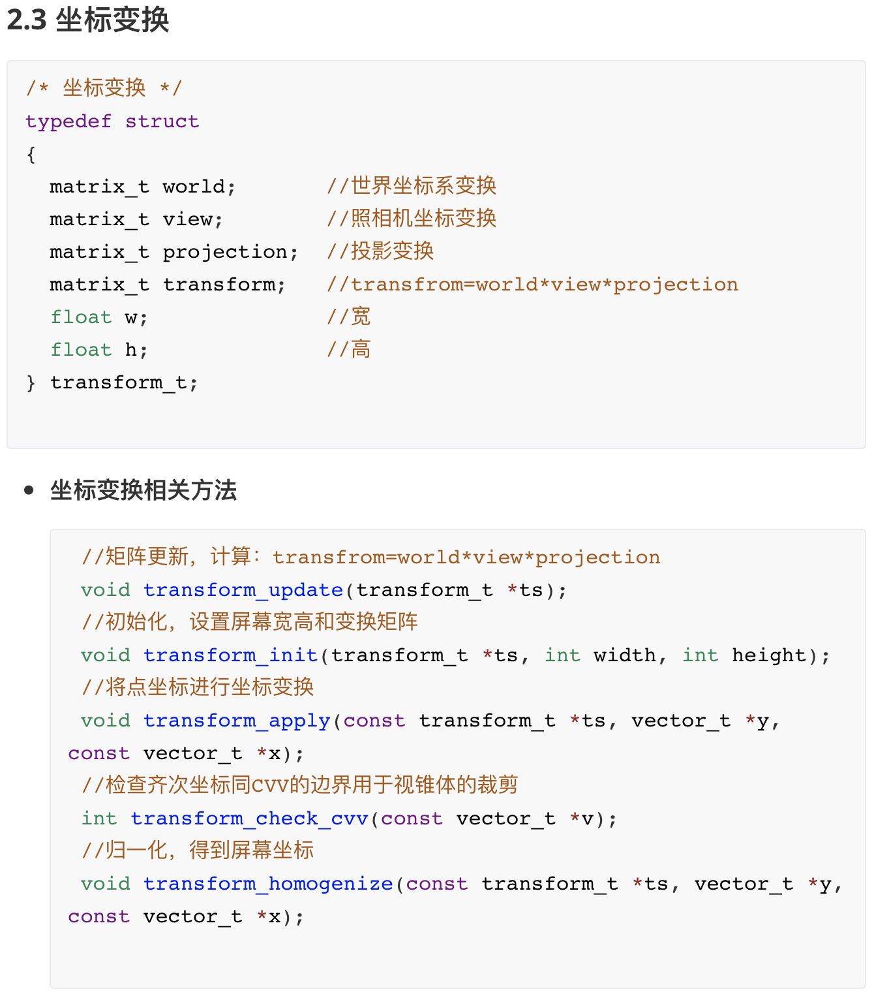 2.3 坐标变换
/* 坐标变换 */
typedef struct
{
  matrix_t world;       //世界坐标系变换
  matrix_t view;        //照相机坐标变换
  matrix_t projection;  //投影变换
  matrix_t transform;   //transfrom=world*view*projection
  float w;              //宽
  float h;              //高
} transform_t;
• 坐标变换相关方法
 //矩阵更新，计算：transfrom=world*view*projection
 void transform_update(transform_t *ts);
 //初始化，设置屏幕宽高和变换矩阵
 void transform_init(transform_t *ts, int width, int height);
 //将点坐标进行坐标变换
 void transform_apply(const transform_t *ts, vector_t *y,
const vector_t *x);
 //检查齐次坐标同CVV的边界用于视锥体的裁剪
 int transform_check_cvv(const vector_t *v);
 //归一化，得到屏幕坐标
 void transform_homogenize(const transform_t *ts, vector_t *y,
const vector_t *x);